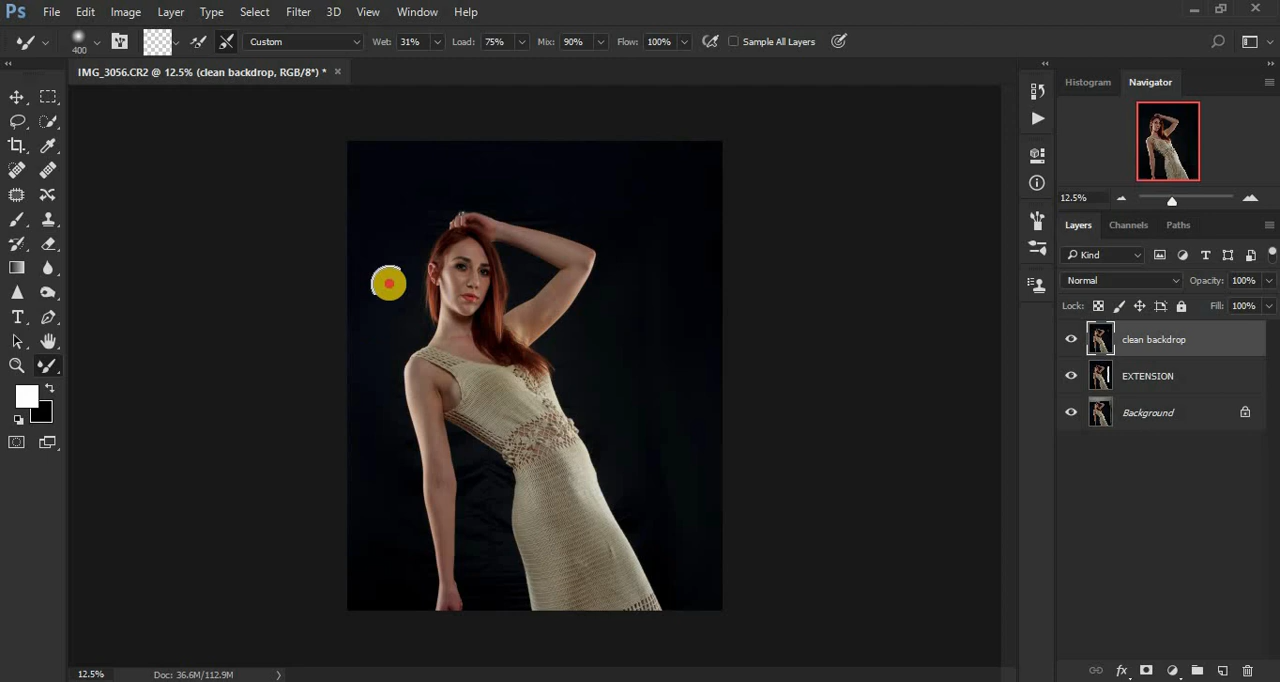 Ps File Edit Image Layer Type Select Filter 3D View Window Help
400 Custom Wet: 31% Load: 75% Mix: 90% Flow: 100% Sample All Layers
IMG_3056.CR2 @ 12.5% (clean backdrop, RGB/8*) * ×
Histogram Navigator
12.5%
Layers Channels Paths
Kind
Normal Opacity: 100%
Lock: Fill: 100%
clean backdrop
EXTENSION
Background
12.5% Doc: 36.6M/112.9M
fx